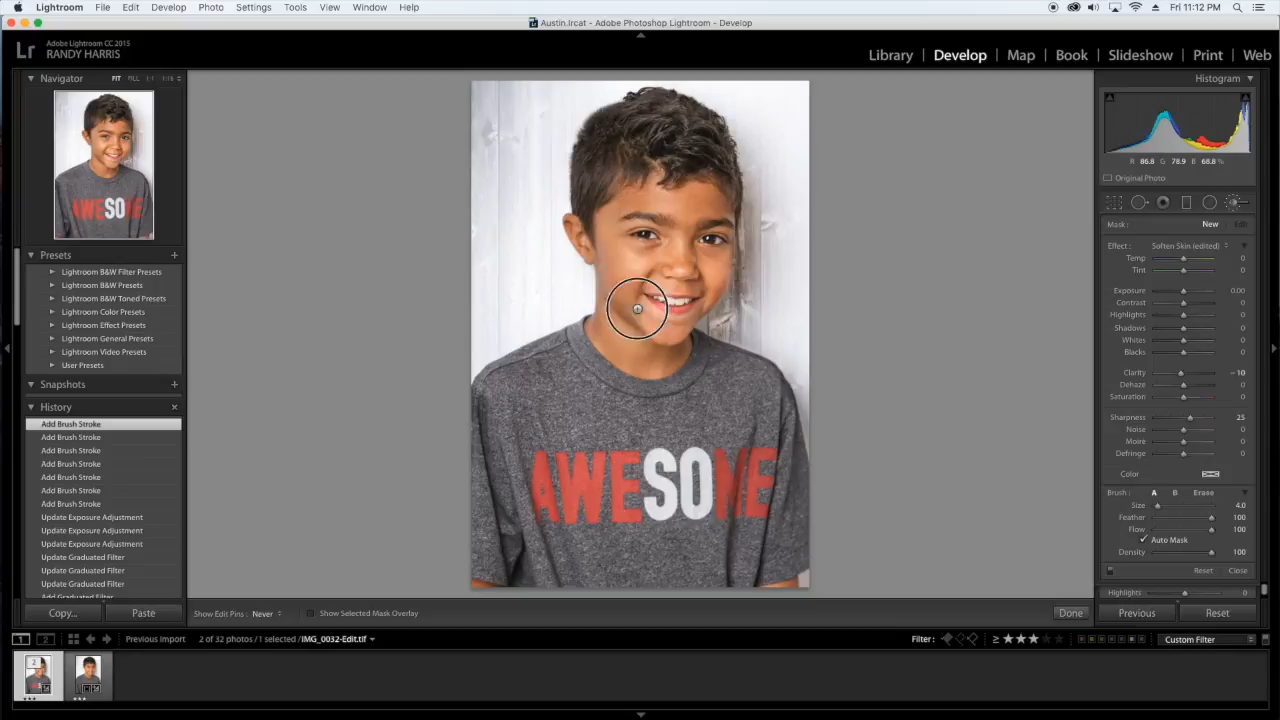 Lightroom File Edit Develop Photo Settings Tools View Window Help Fri 11:12 PM
Austin.lrcat - Adobe Photoshop Lightroom - Develop
Lr Adobe Lightroom CC 2015
RANDY HARRIS
Library | Develop | Map | Book | Slideshow | Print | Web
Navigator FIT FILL
Presets +
Lightroom B&W Filter Presets
Lightroom B&W Presets
Lightroom B&W Toned Presets
Lightroom Color Presets
Lightroom Effect Presets
Lightroom General Presets
Lightroom Video Presets
User Presets
Snapshots +
History ×
Add Brush Stroke
Add Brush Stroke
Add Brush Stroke
Add Brush Stroke
Add Brush Stroke
Add Brush Stroke
Add Brush Stroke
Update Exposure Adjustment
Update Exposure Adjustment
Update Exposure Adjustment
Update Graduated Filter
Update Graduated Filter
Update Graduated Filter
Add Graduated Filter
Copy... Paste
AWESOME
Histogram
R 86.8 G 78.9 B 68.8 %
Original Photo
Mask : New Edit
Effect : Soften Skin (edited)
Temp 0
Tint 0
Exposure 0.00
Contrast 0
Highlights 0
Shadows 0
Whites 0
Blacks 0
Clarity – 10
Dehaze 0
Saturation 0
Sharpness 25
Noise 0
Moire 0
Defringe 0
Color
Brush : A B Erase
Size 4.0
Feather 100
Flow 100
Auto Mask
Density 100
Reset Close
Highlights 0
Previous Reset
Show Edit Pins : Never Show Selected Mask Overlay Done
1 2 Previous Import 2 of 32 photos / 1 selected / IMG_0032-Edit.tif Filter : ≥ ★★★ Custom Filter
2